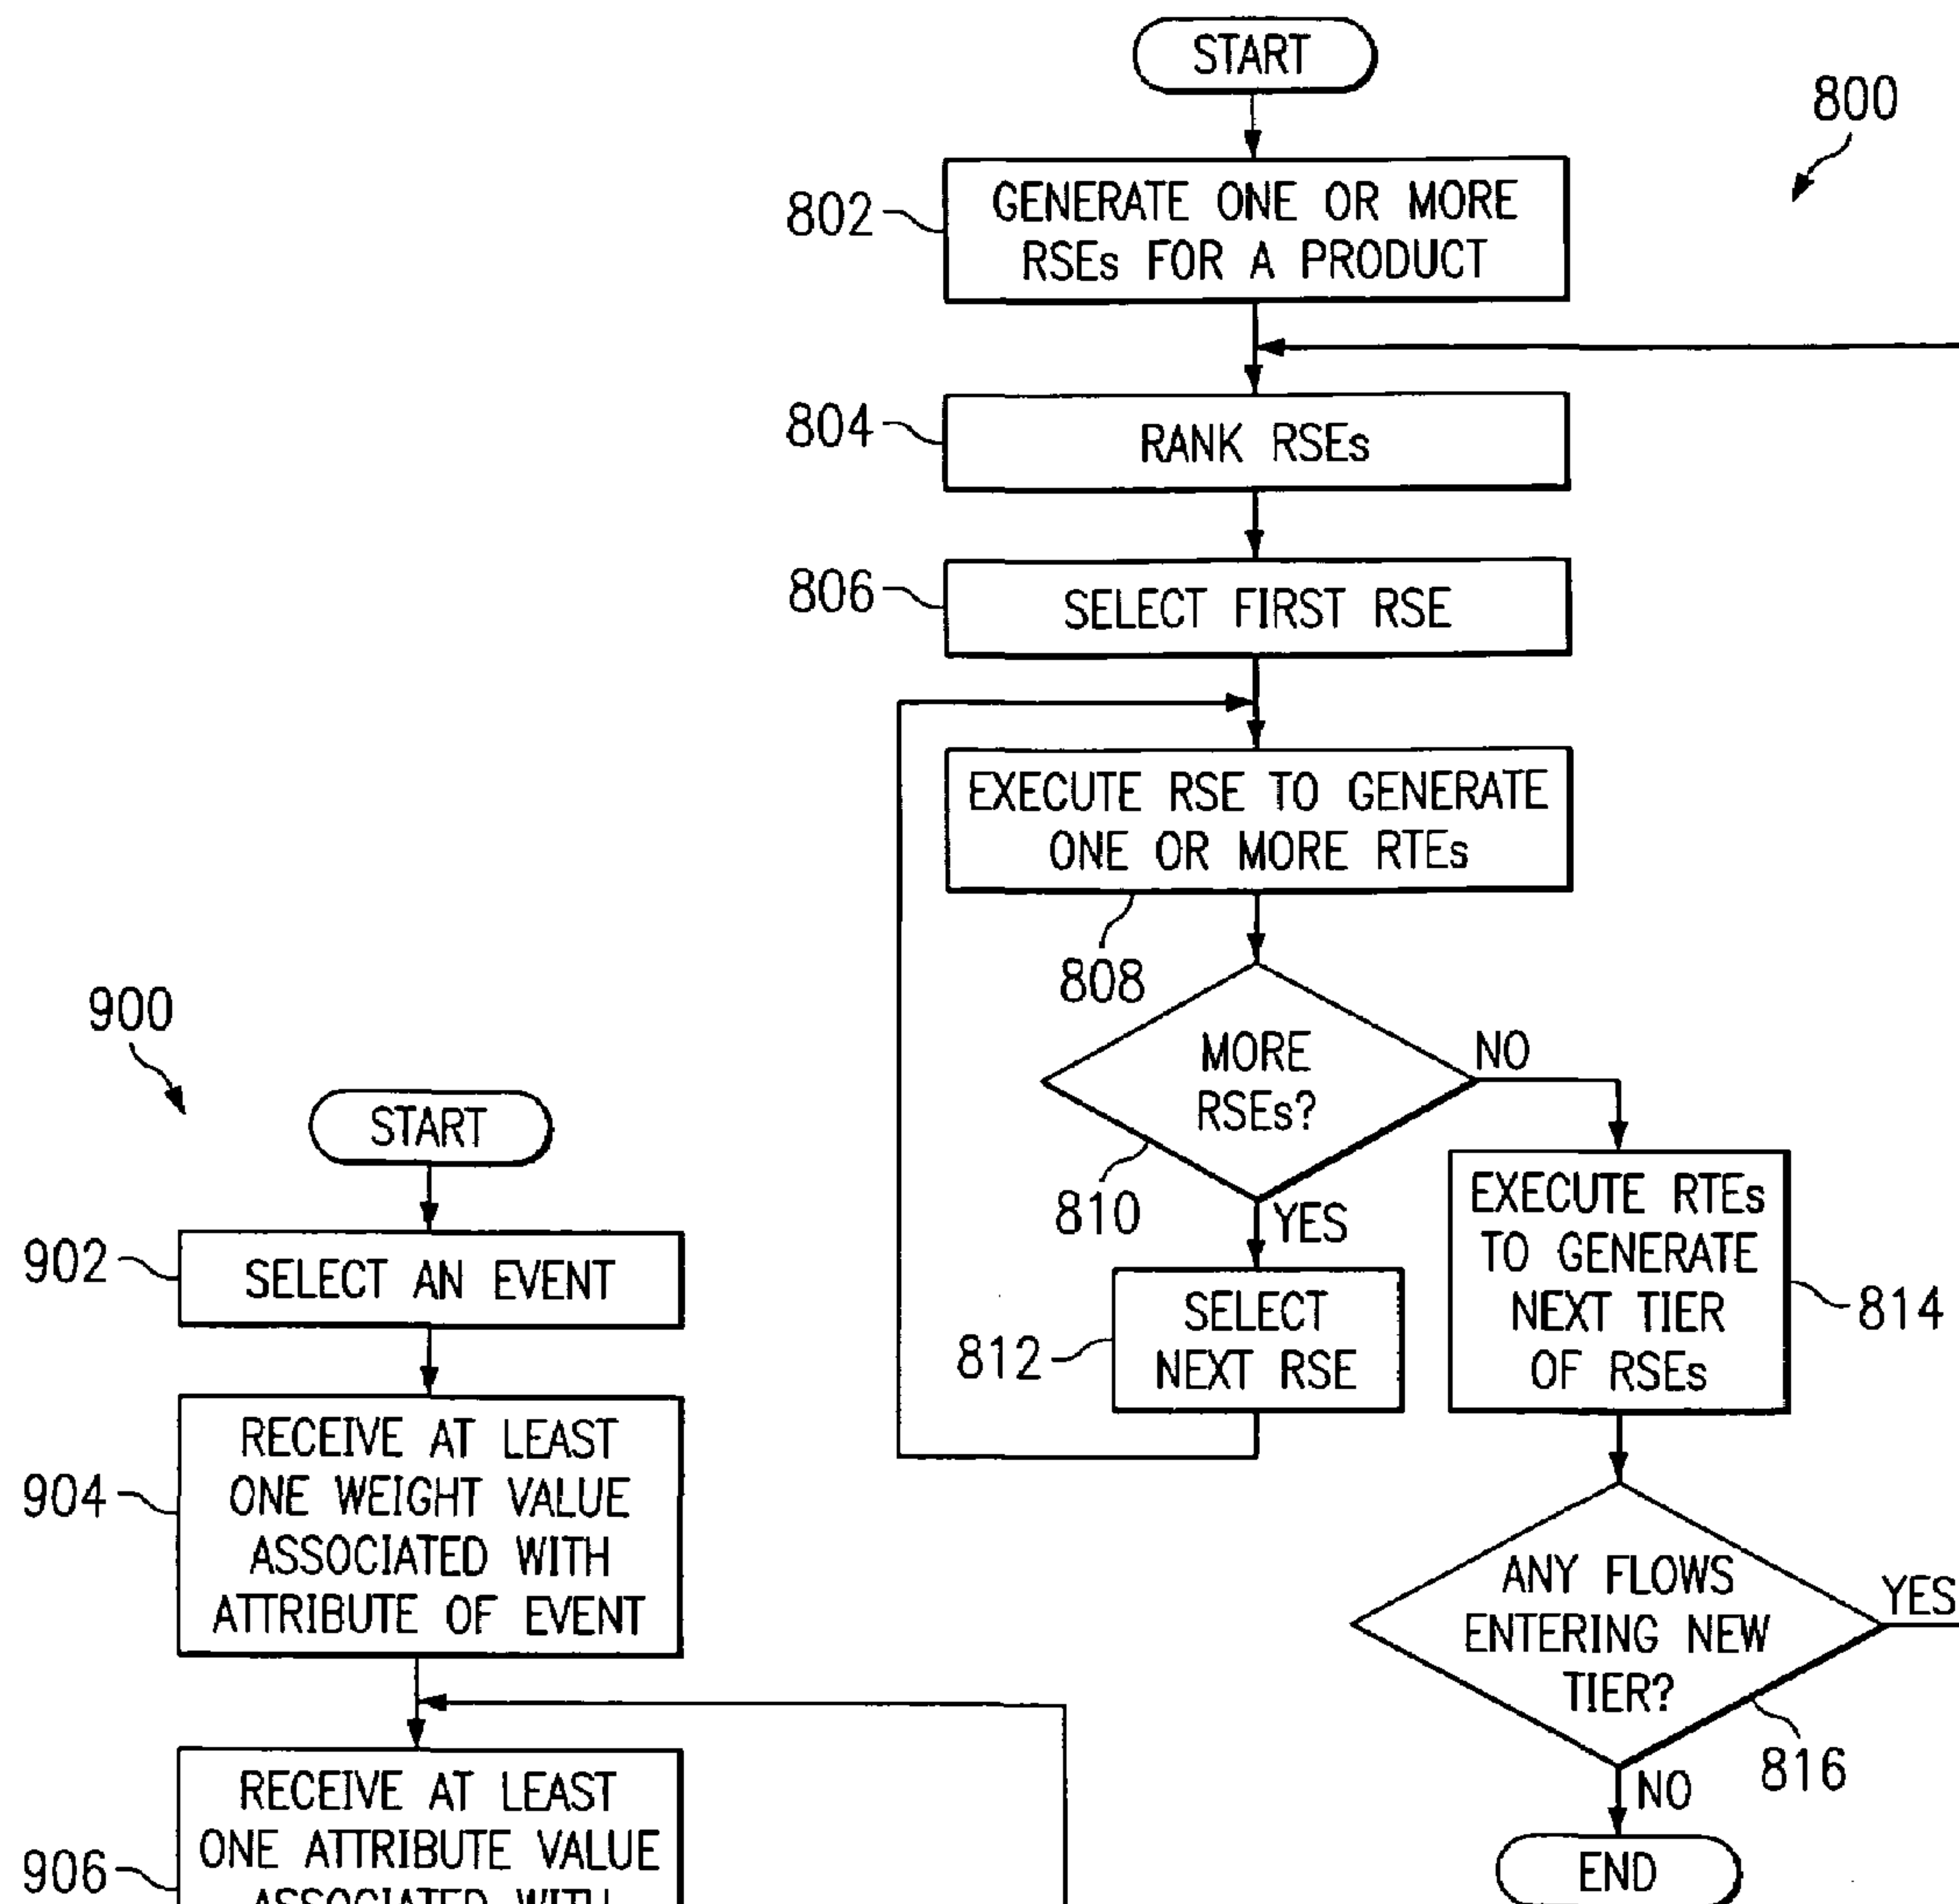 START
800
802
GENERATE ONE OR MORE
RSEs FOR A PRODUCT
804
RANK RSEs
806
SELECT FIRST RSE
EXECUTE RSE TO GENERATE
ONE OR MORE RTEs
808
MORE
RSEs?
NO
810
YES
812
SELECT
NEXT RSE
EXECUTE RTEs
TO GENERATE
NEXT TIER
OF RSEs
814
ANY FLOWS
ENTERING NEW
TIER?
YES
816
NO
END
900
START
902
SELECT AN EVENT
904
RECEIVE AT LEAST
ONE WEIGHT VALUE
ASSOCIATED WITH
ATTRIBUTE OF EVENT
906
RECEIVE AT LEAST
ONE ATTRIBUTE VALUE
ASSOCIATED WITH